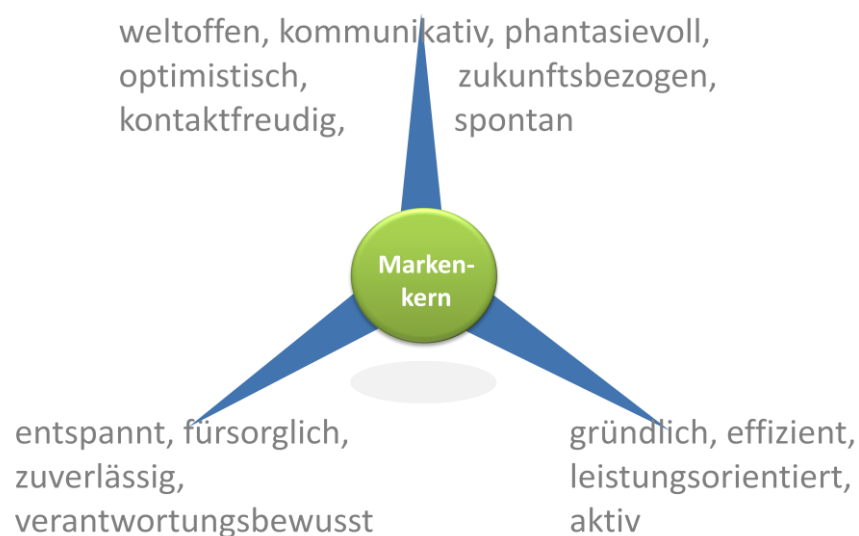 weltoffen, kommunikativ, phantasievoll,
optimistisch, zukunftsbezogen,
kontaktfreudig, spontan
Marken-
kern
entspannt, fürsorglich,
zuverlässig,
verantwortungsbewusst
gründlich, effizient,
leistungsorientiert,
aktiv